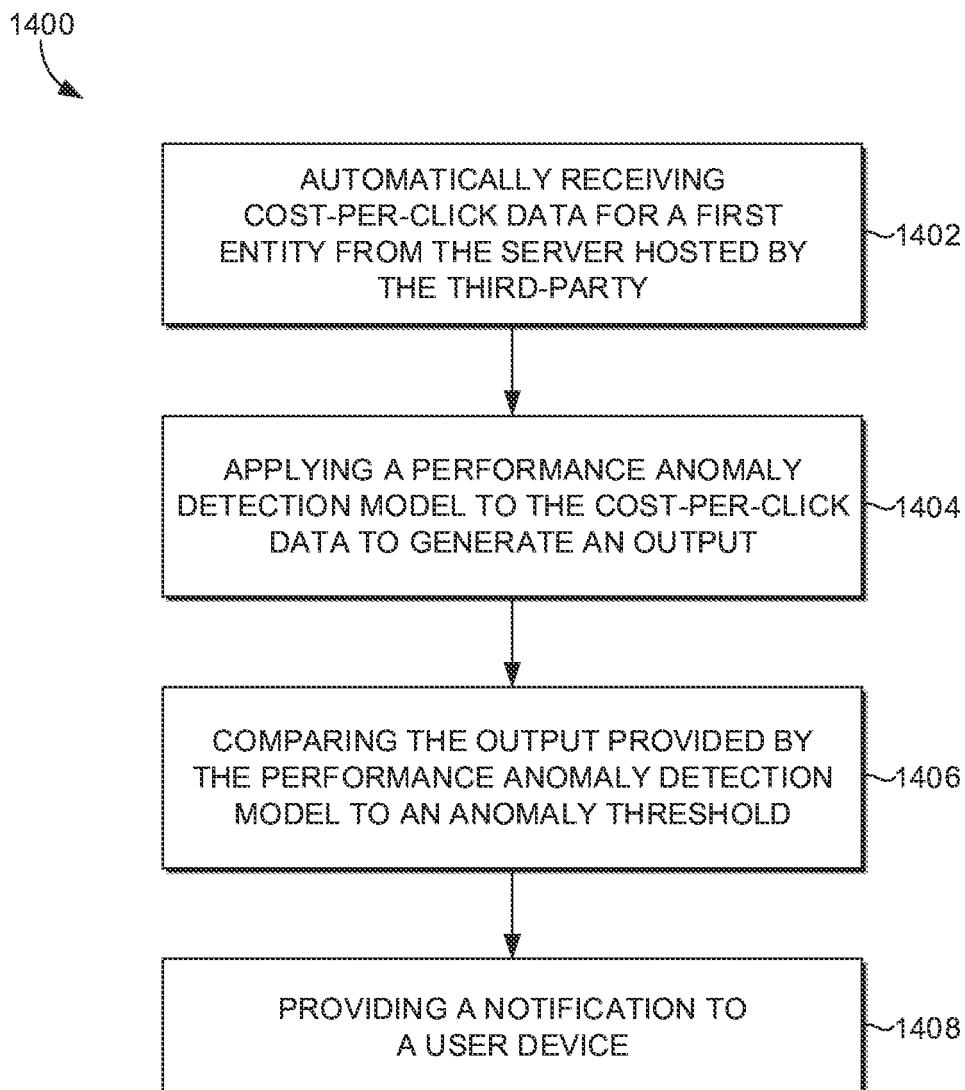 1400
AUTOMATICALLY RECEIVING
COST-PER-CLICK DATA FOR A FIRST
ENTITY FROM THE SERVER HOSTED BY
THE THIRD-PARTY
1402
APPLYING A PERFORMANCE ANOMALY
DETECTION MODEL TO THE COST-PER-CLICK
DATA TO GENERATE AN OUTPUT
1404
COMPARING THE OUTPUT PROVIDED BY
THE PERFORMANCE ANOMALY DETECTION
MODEL TO AN ANOMALY THRESHOLD
1406
PROVIDING A NOTIFICATION TO
A USER DEVICE
1408